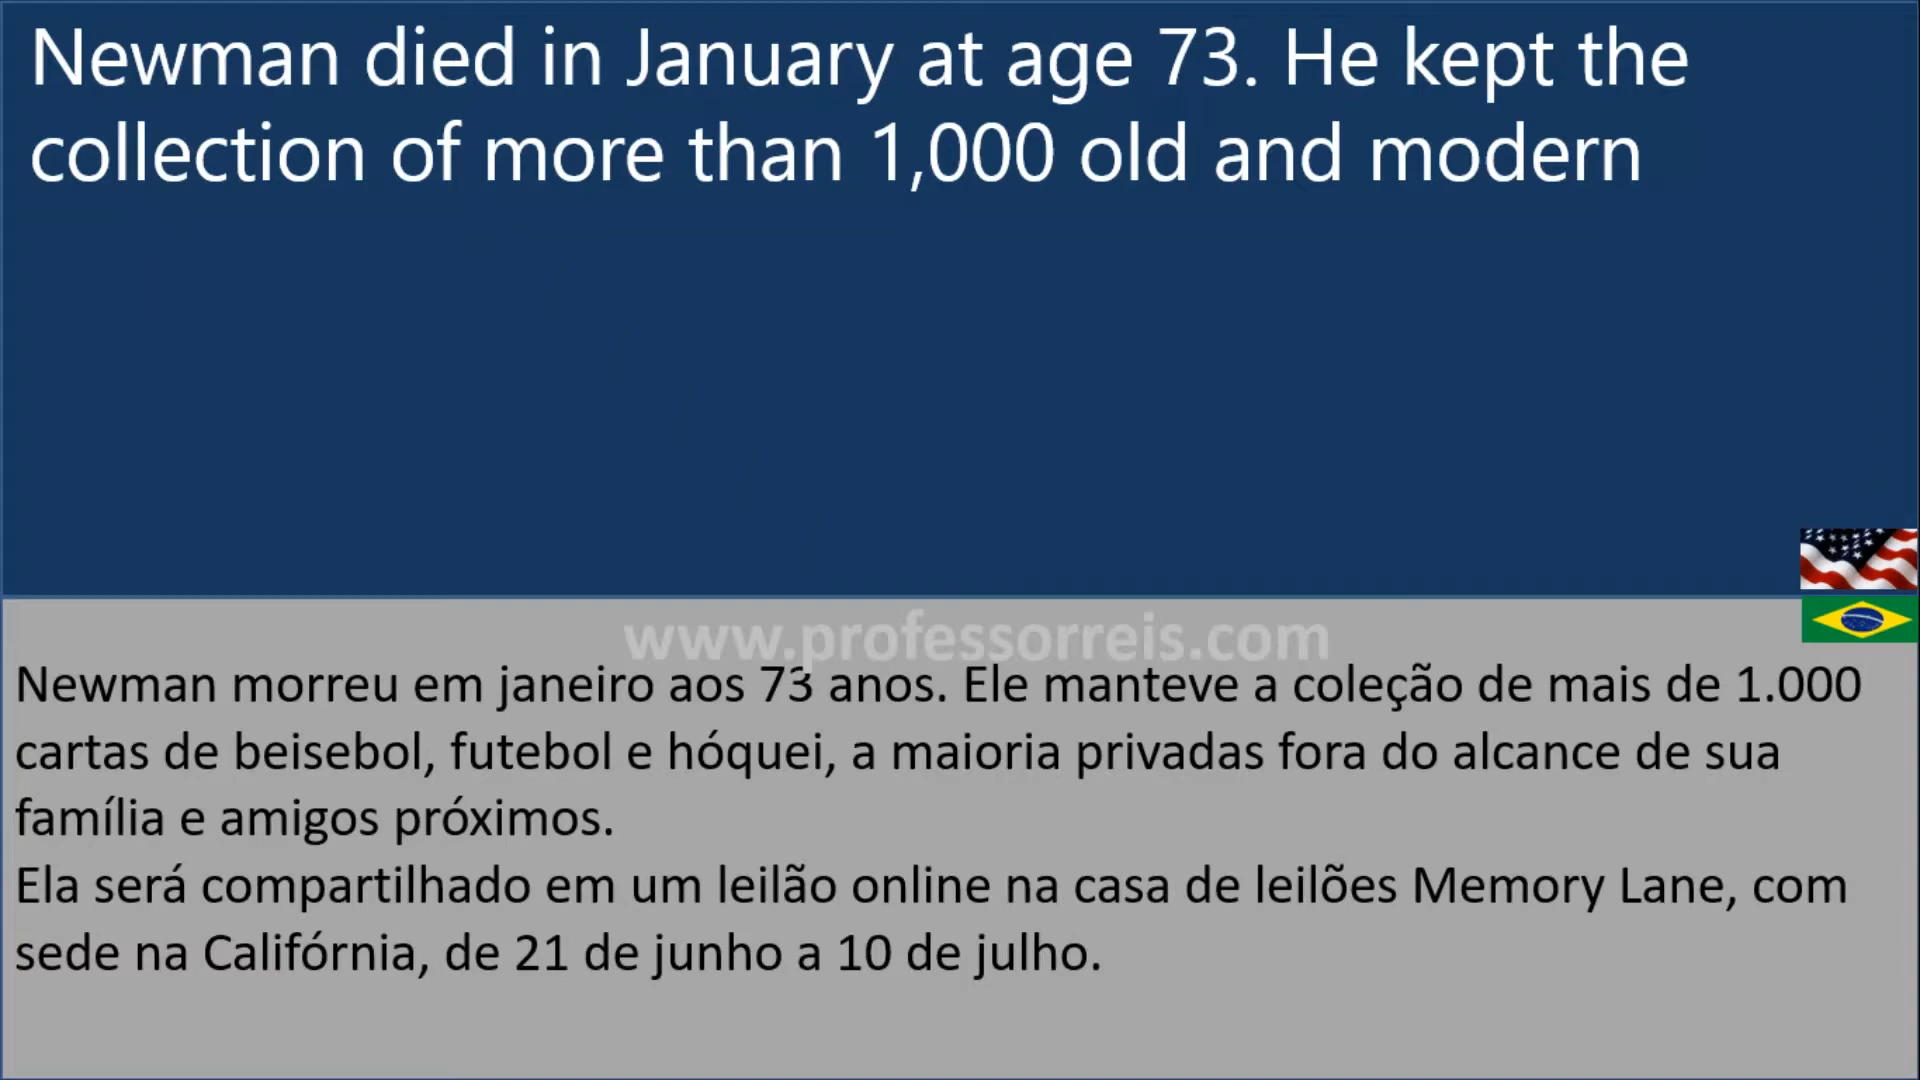 Newman died in January at age 73. He kept the
collection of more than 1,000 old and modern
www.professorreis.com
Newman morreu em janeiro aos 73 anos. Ele manteve a coleção de mais de 1.000
cartas de beisebol, futebol e hóquei, a maioria privadas fora do alcance de sua
família e amigos próximos.
Ela será compartilhado em um leilão online na casa de leilões Memory Lane, com
sede na Califórnia, de 21 de junho a 10 de julho.